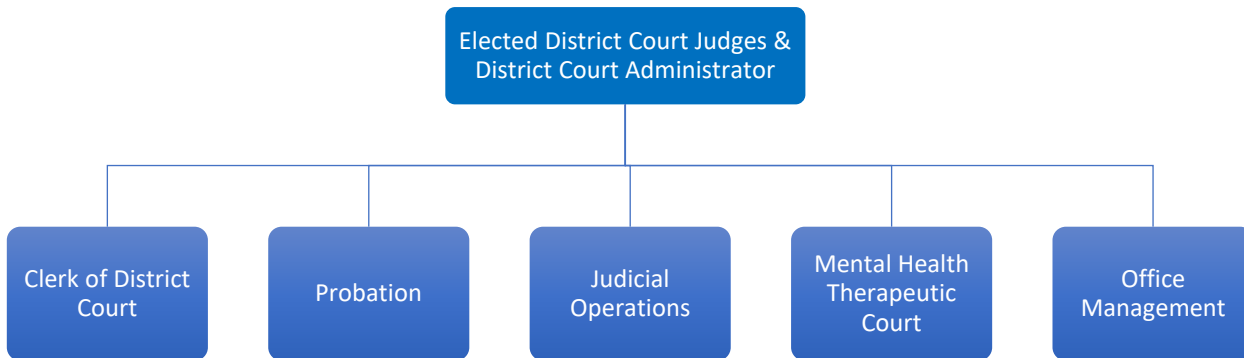 Elected District Court Judges &
District Court Administrator
Clerk of District
Court
Probation
Judicial
Operations
Mental Health
Therapeutic
Court
Office
Management